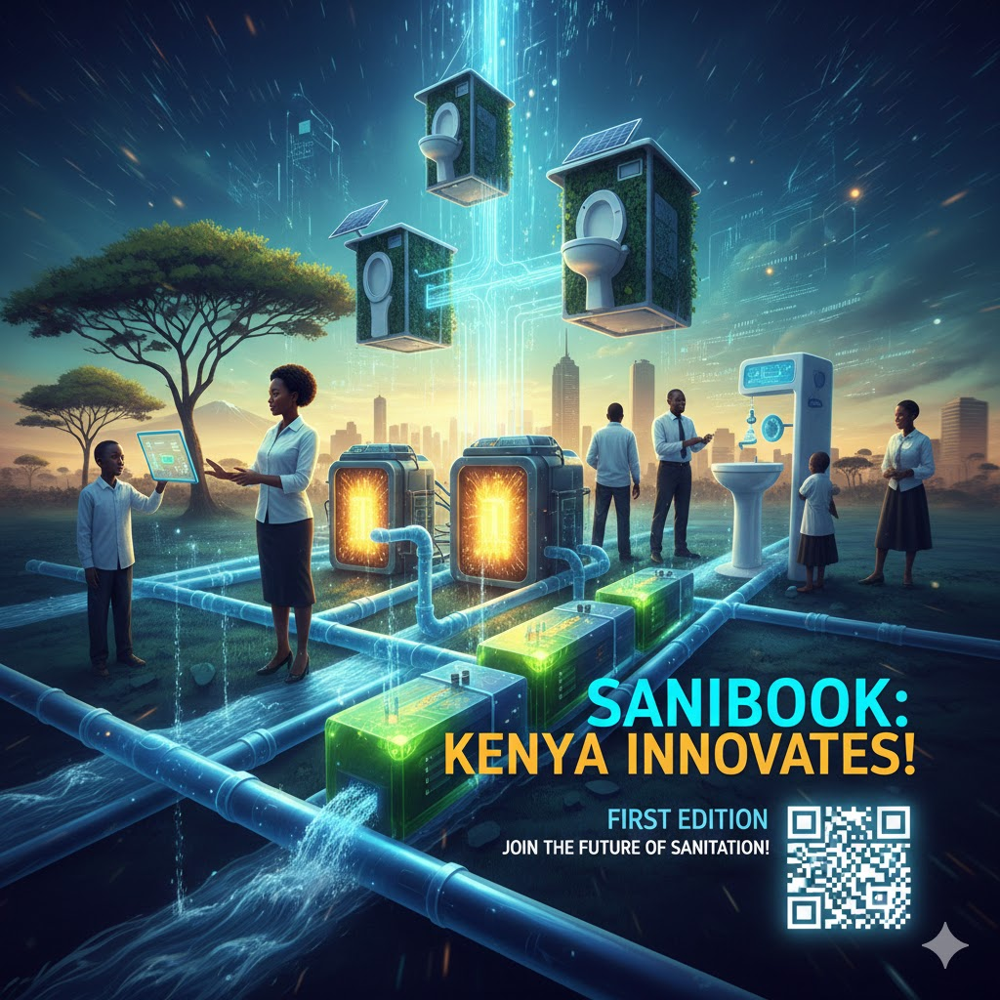 SANIBOOK:
KENYA INNOVATES!
FIRST EDITION
JOIN THE FUTURE OF SANITATION!